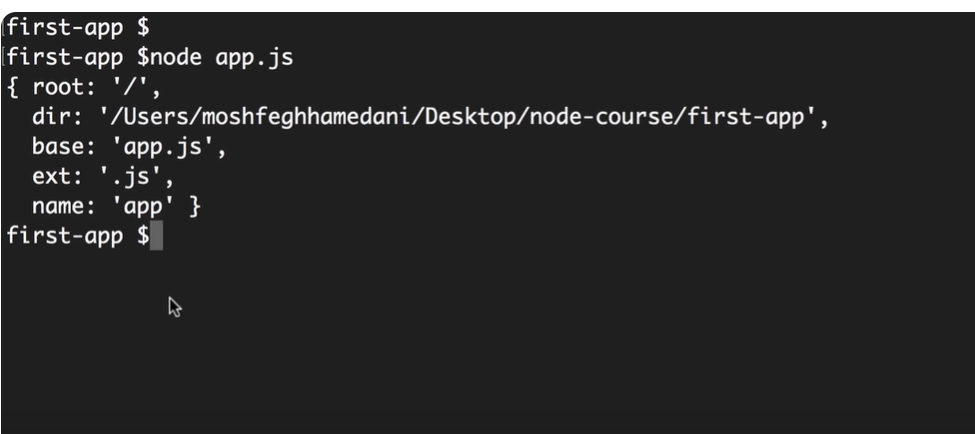 first-app $
first-app $node app.js
{ root: '/',
  dir: '/Users/moshfeghhamedani/Desktop/node-course/first-app',
  base: 'app.js',
  ext: '.js',
  name: 'app' }
first-app $